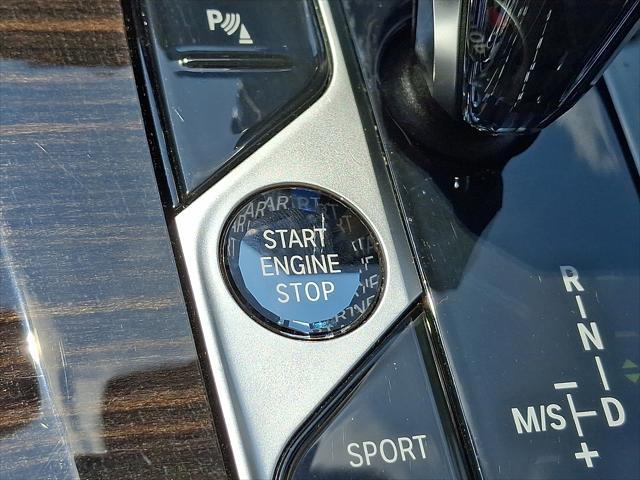 P
START
ENGINE
STOP
SPORT
R
N
M/S D
−
+